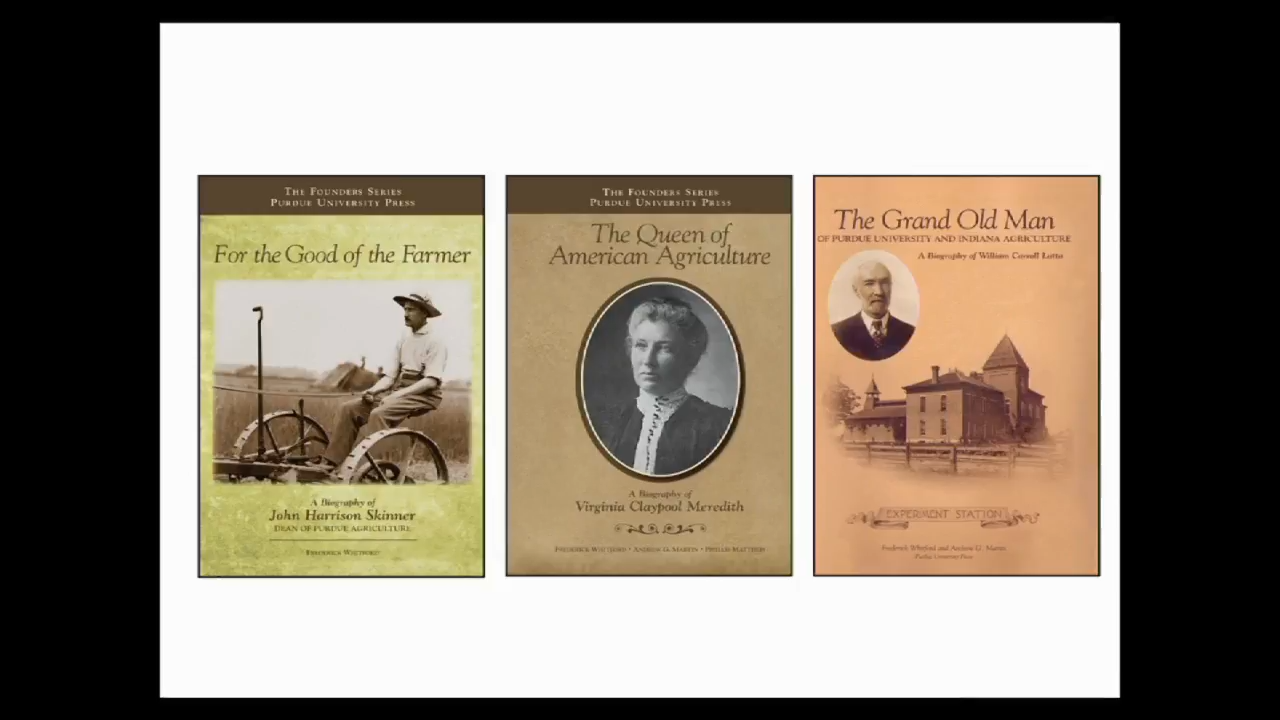 THE FOUNDERS SERIES
PURDUE UNIVERSITY PRESS
For the Good of the Farmer
A Biography of
John Harrison Skinner
DEAN OF PURDUE AGRICULTURE
FREDERICK WHITFORD
THE FOUNDERS SERIES
PURDUE UNIVERSITY PRESS
The Queen of
American Agriculture
A Biography of
Virginia Claypool Meredith
FREDERICK WHITFORD • ANDREW G. MARTIN • PHYLLIS MATTHEIS
The Grand Old Man
OF PURDUE UNIVERSITY AND INDIANA AGRICULTURE
A Biography of William Carroll Latta
EXPERIMENT STATION
Frederick Whitford and Andrew G. Martin
Purdue University Press